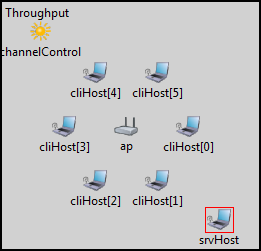 Throughput
channelControl
cliHost[4] cliHost[5]
cliHost[3] ap cliHost[0]
cliHost[2] cliHost[1]
srvHost